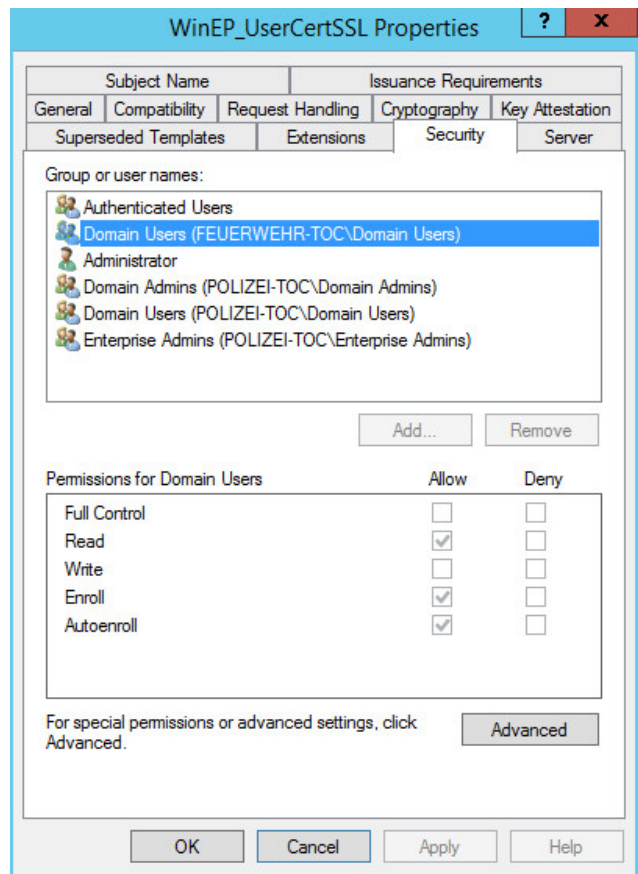 WinEP_UserCertSSL Properties
?
x
Subject Name
Issuance Requirements
General
Compatibility
Request Handling
Cryptography
Key Attestation
Superseded Templates
Extensions
Security
Server
Group or user names:
Authenticated Users
Domain Users (FEUERWEHR-TOC\Domain Users)
Administrator
Domain Admins (POLIZEI-TOC\Domain Admins)
Domain Users (POLIZEI-TOC\Domain Users)
Enterprise Admins (POLIZEI-TOC\Enterprise Admins)
Add...
Remove
Permissions for Domain Users
Allow
Deny
Full Control
Read
Write
Enroll
Autoenroll
For special permissions or advanced settings, click
Advanced.
Advanced
OK
Cancel
Apply
Help